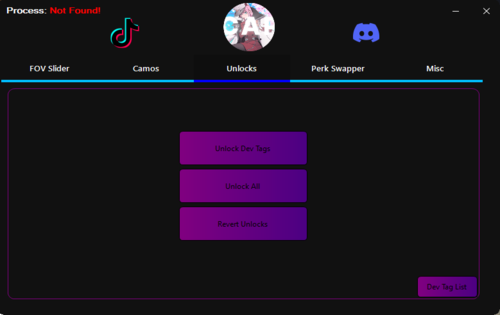 Process: Not Found!
A
FOV Slider
Camos
Unlocks
Perk Swapper
Misc
Unlock Dev Tags
Unlock All
Revert Unlocks
Dev Tag List